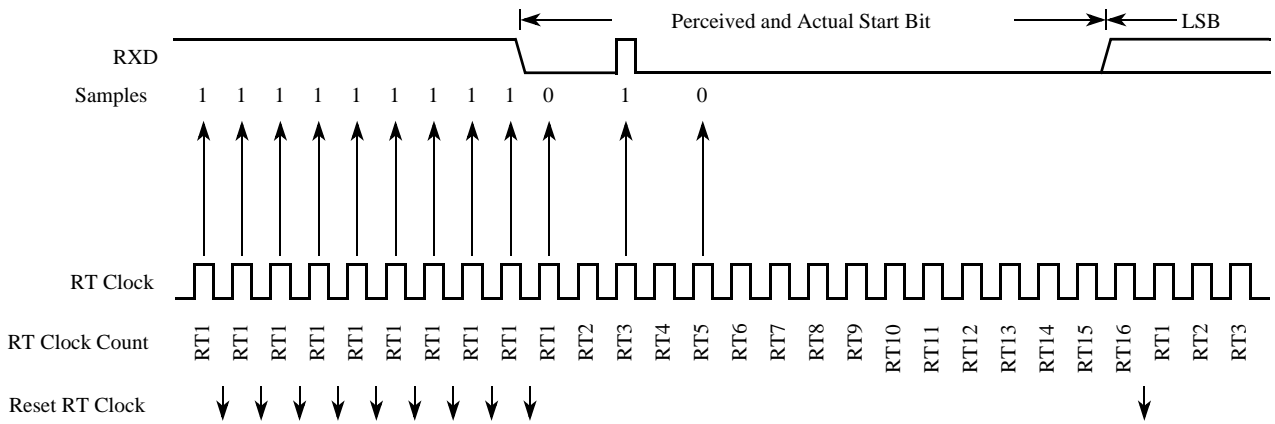 Perceived and Actual Start Bit LSB
RXD
Samples 1 1 1 1 1 1 1 1 1 0 1 0
RT Clock
RT Clock Count RT1 RT1 RT1 RT1 RT1 RT1 RT1 RT1 RT1 RT1 RT2 RT3 RT4 RT5 RT6 RT7 RT8 RT9 RT10 RT11 RT12 RT13 RT14 RT15 RT16 RT1 RT2 RT3
Reset RT Clock